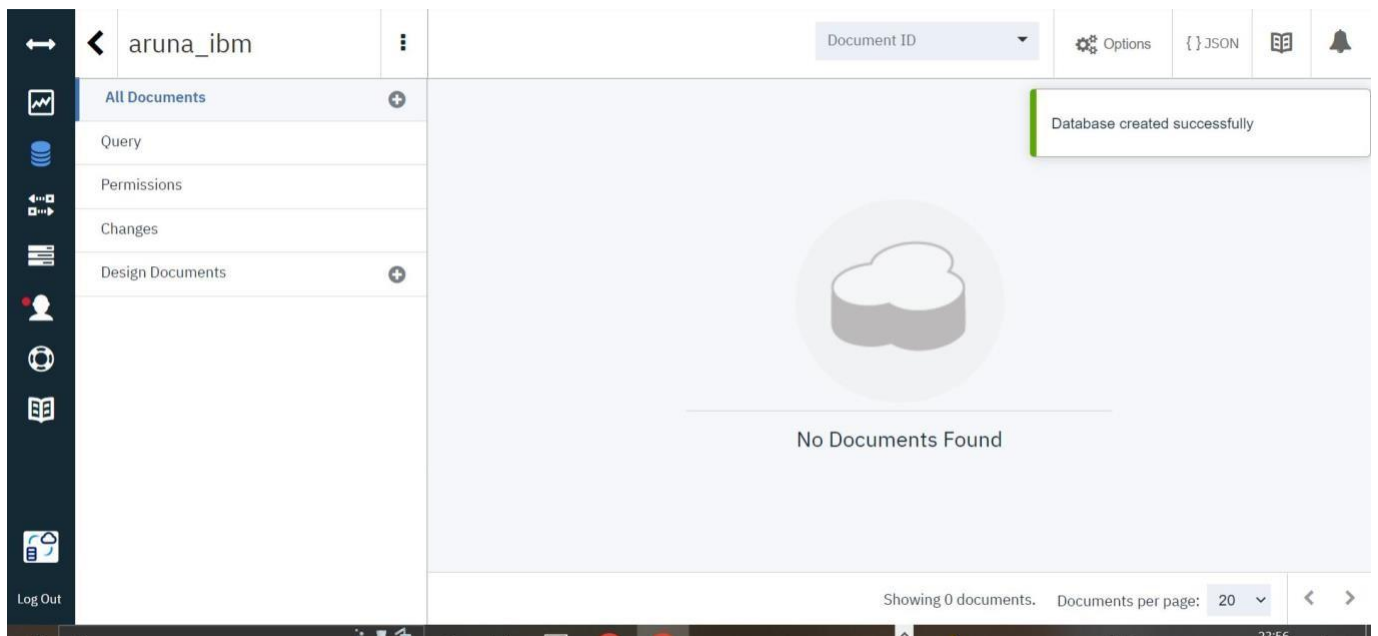 aruna_ibm
Document ID
Options
{ } JSON
All Documents
Database created successfully
Query
Permissions
Changes
Design Documents
No Documents Found
Log Out
Showing 0 documents. Documents per page: 20